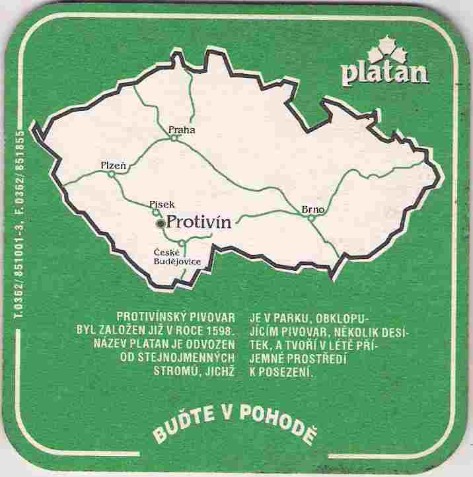 platan
Praha
Plzeň
Písek
Protivín
Brno
České
Budějovice
T.0362/851001-3, F.0362/851855
PROTIVÍNSKÝ PIVOVAR
BYL ZALOŽEN JIŽ V ROCE 1598.
NÁZEV PLATAN JE ODVOZEN
OD STEJNOJMENNÝCH
STROMŮ, JICHŽ
JE V PARKU, OBKLOPU-
JÍCÍM PIVOVAR, NĚKOLIK DESI-
TEK, A TVOŘÍ V LÉTĚ PŘÍ-
JEMNÉ PROSTŘEDÍ
K POSEZENÍ.
BUĎTE V POHODĚ